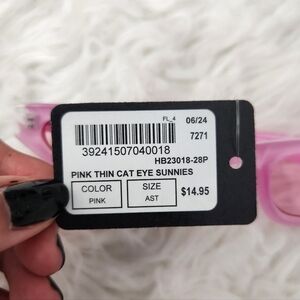 FL_4 06/24
7271
39241507040018
HB23018-28P
PINK THIN CAT EYE SUNNIES
COLOR SIZE $14.95
PINK AST